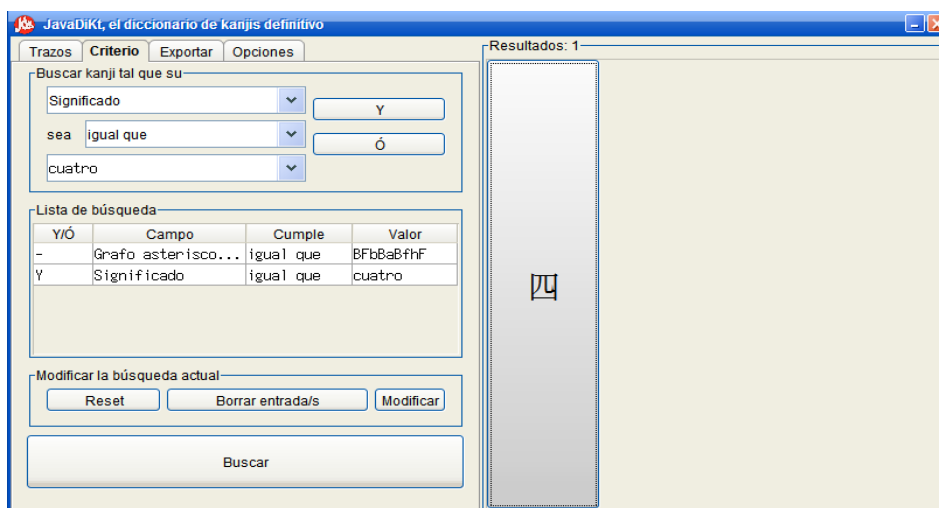 JavaDiKt, el diccionario de kanjis definitivo
Trazos Criterio Exportar Opciones
Buscar kanji tal que su
Significado
Y
sea igual que
Ó
cuatro
Lista de búsqueda
Y/Ó Campo Cumple Valor
- Grafo asterisco... igual que BFbBaBfhF
Y Significado igual que cuatro
Modificar la búsqueda actual
Reset Borrar entrada/s Modificar
Buscar
Resultados: 1
四